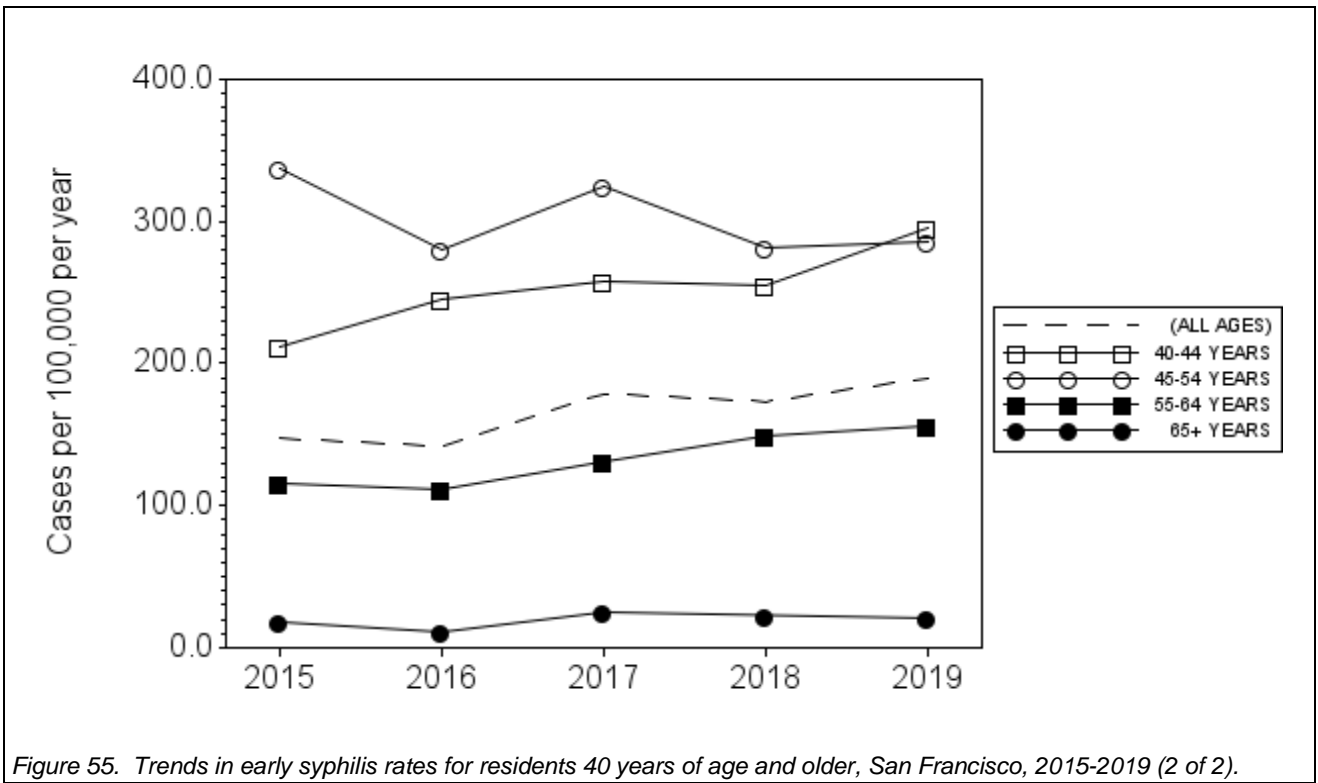 400.0
300.0
200.0
100.0
0.0
Cases per 100,000 per year
2015 2016 2017 2018 2019
(ALL AGES)
40-44 YEARS
45-54 YEARS
55-64 YEARS
65+ YEARS
Figure 55. Trends in early syphilis rates for residents 40 years of age and older, San Francisco, 2015-2019 (2 of 2).